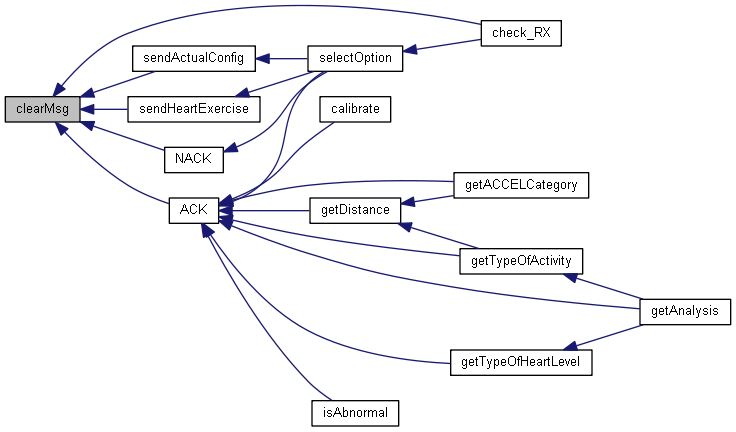 check_RX
sendActualConfig
selectOption
clearMsg
sendHeartExercise
calibrate
NACK
getACCELCategory
ACK
getDistance
getTypeOfActivity
getAnalysis
getTypeOfHeartLevel
isAbnormal